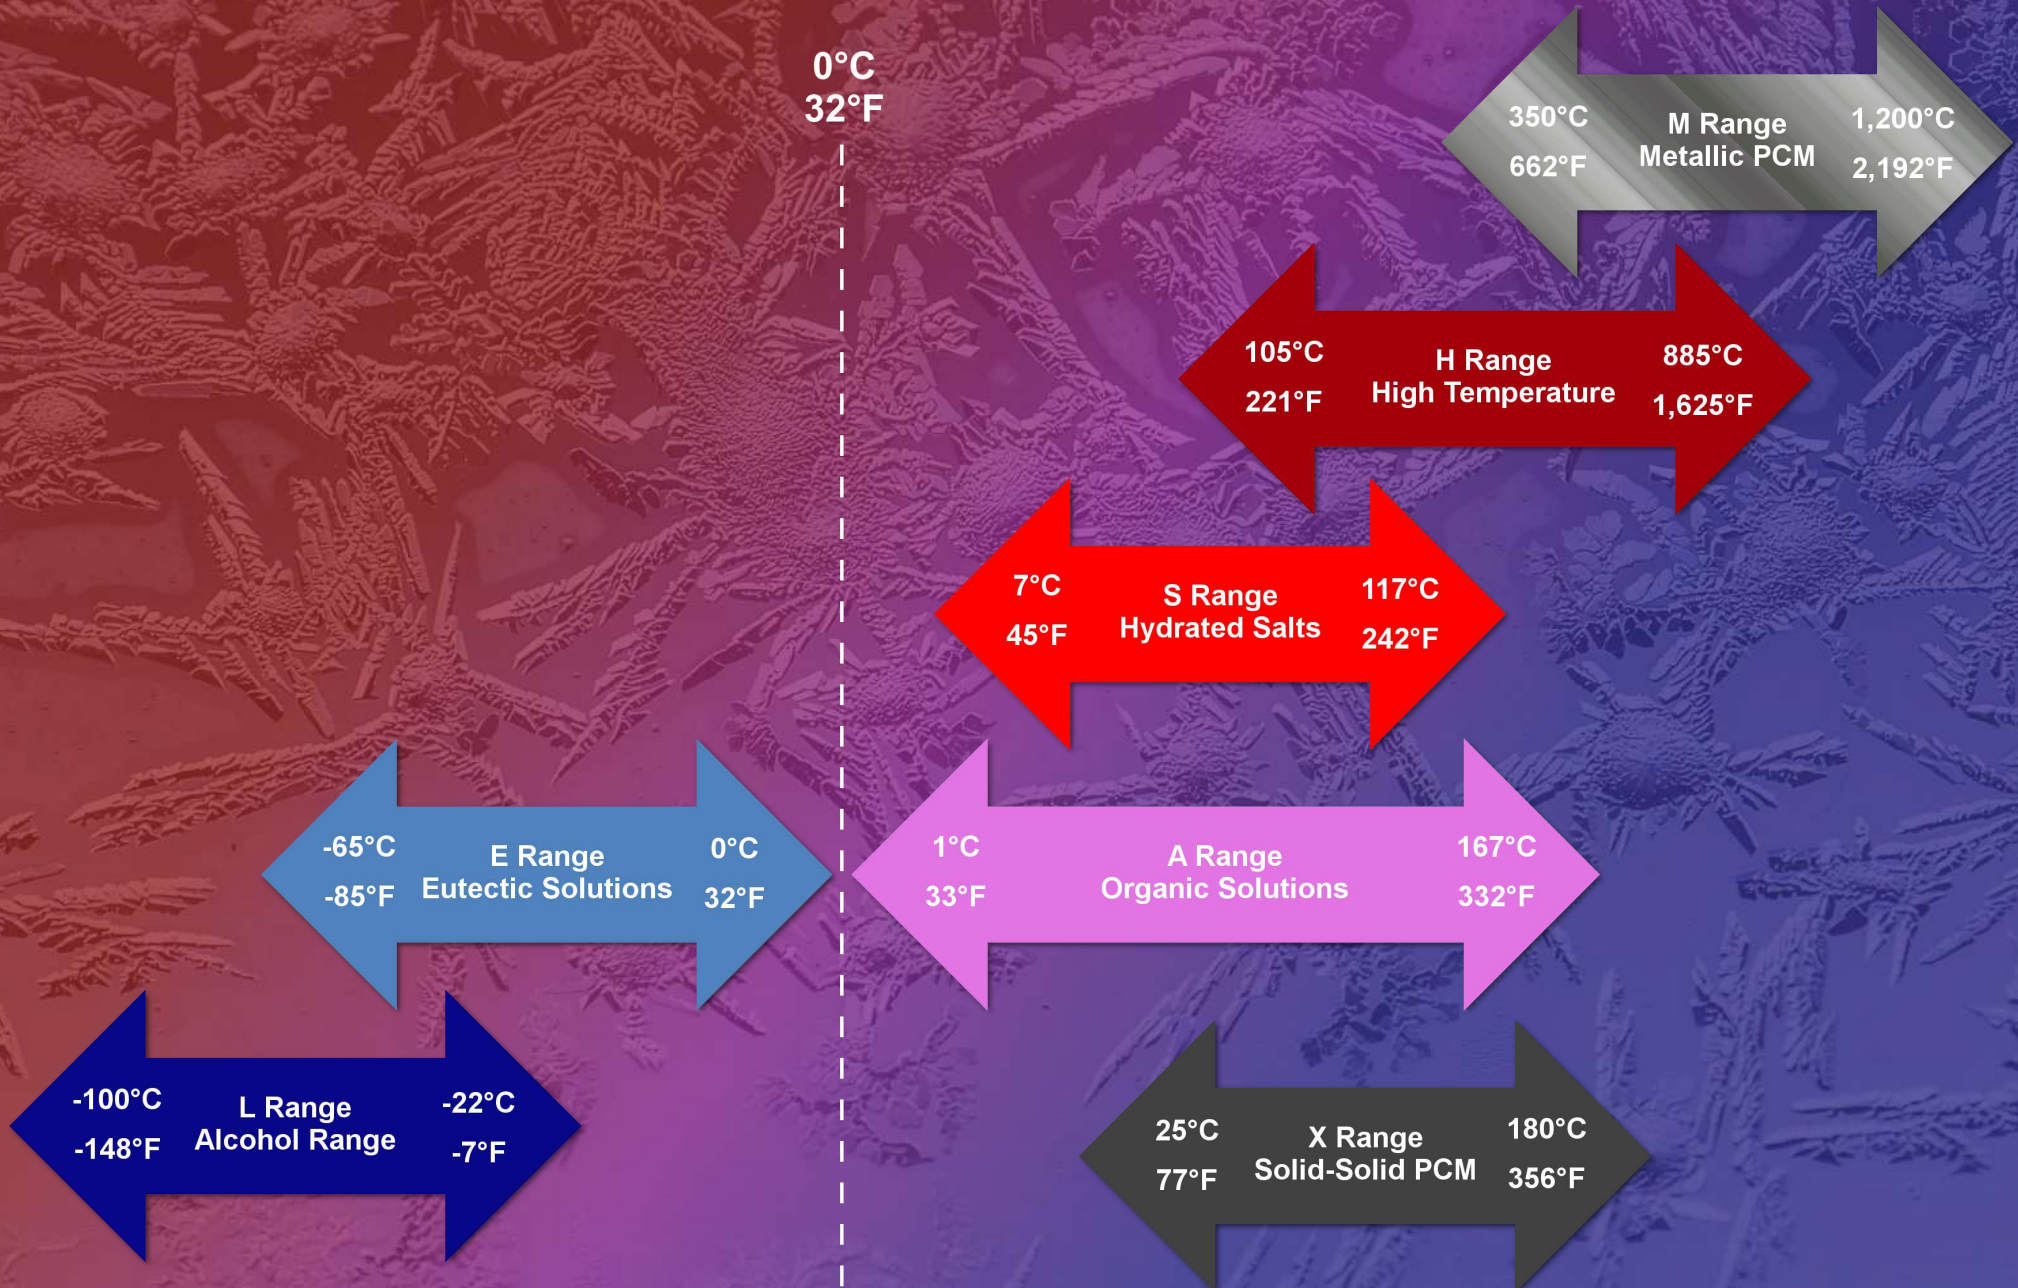 0°C
32°F
350°C
662°F
M Range
Metallic PCM
1,200°C
2,192°F
105°C
221°F
H Range
High Temperature
885°C
1,625°F
7°C
45°F
S Range
Hydrated Salts
117°C
242°F
-65°C
-85°F
E Range
Eutectic Solutions
0°C
32°F
1°C
33°F
A Range
Organic Solutions
167°C
332°F
-100°C
-148°F
L Range
Alcohol Range
-22°C
-7°F
25°C
77°F
X Range
Solid-Solid PCM
180°C
356°F